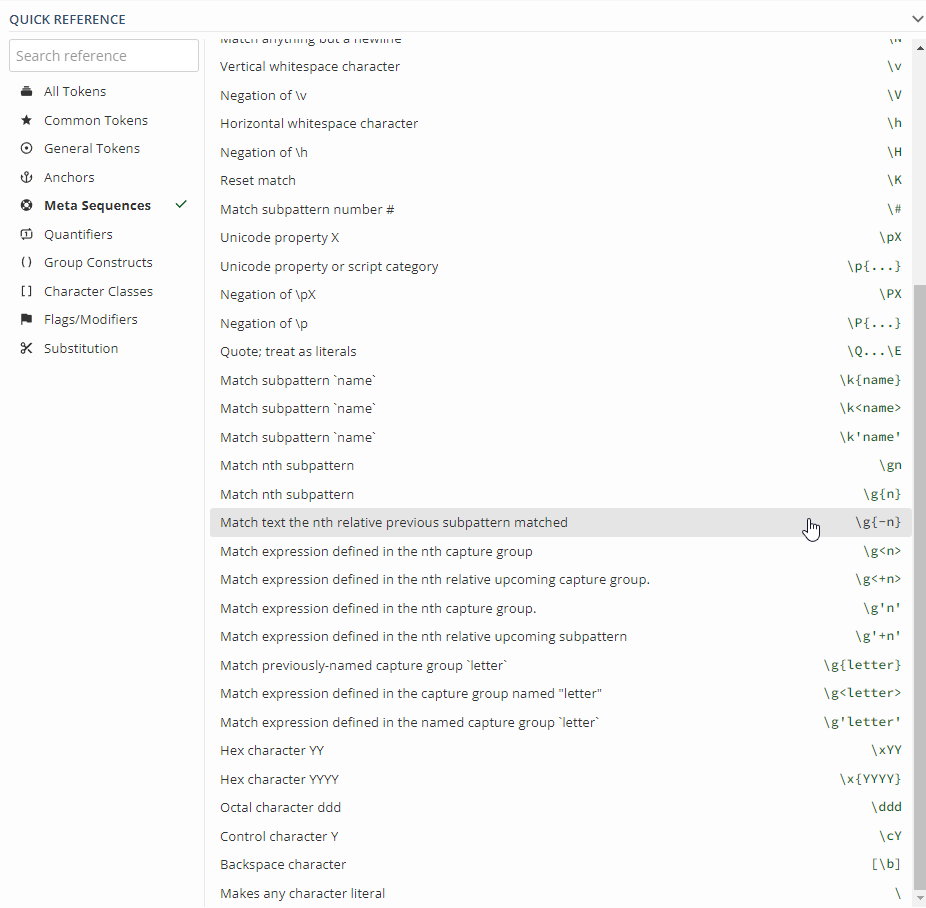 QUICK REFERENCE
Search reference
All Tokens
Common Tokens
General Tokens
Anchors
Meta Sequences
Quantifiers
Group Constructs
Character Classes
Flags/Modifiers
Substitution
Match anything but a newline \N
Vertical whitespace character \v
Negation of \v \V
Horizontal whitespace character \h
Negation of \h \H
Reset match \K
Match subpattern number # \#
Unicode property X \pX
Unicode property or script category \p{...}
Negation of \pX \PX
Negation of \p \P{...}
Quote; treat as literals \Q...\E
Match subpattern `name` \k{name}
Match subpattern `name` \k<name>
Match subpattern `name` \k'name'
Match nth subpattern \gn
Match nth subpattern \g{n}
Match text the nth relative previous subpattern matched \g{-n}
Match expression defined in the nth capture group \g<n>
Match expression defined in the nth relative upcoming capture group. \g<+n>
Match expression defined in the nth capture group. \g'n'
Match expression defined in the nth relative upcoming subpattern \g'+n'
Match previously-named capture group `letter` \g{letter}
Match expression defined in the capture group named "letter" \g<letter>
Match expression defined in the named capture group `letter` \g'letter'
Hex character YY \xYY
Hex character YYYY \x{YYYY}
Octal character ddd \ddd
Control character Y \cY
Backspace character [\b]
Makes any character literal \